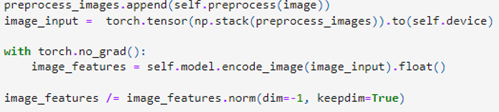 preprocess_images.append(self.preprocess(image))
image_input =  torch.tensor(np.stack(preprocess_images)).to(self.device)
with torch.no_grad():
    image_features = self.model.encode_image(image_input).float()
image_features /= image_features.norm(dim=-1, keepdim=True)